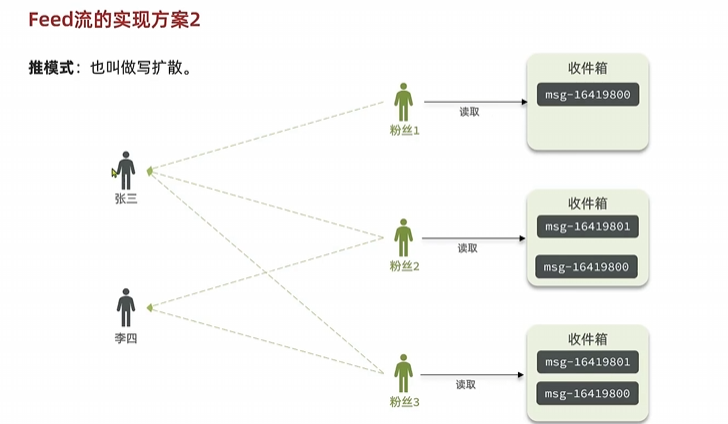 Feed流的实现方案2
推模式：也叫做写扩散。
收件箱
msg-16419800
读取
粉丝1
张三
收件箱
msg-16419801
读取
msg-16419800
粉丝2
李四
收件箱
msg-16419801
读取
msg-16419800
粉丝3